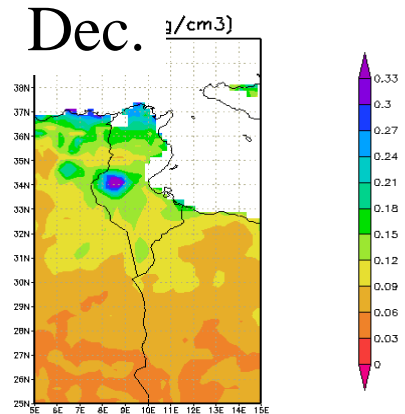 Dec. g/cm3)
38N
37N
36N
35N
34N
33N
32N
31N
30N
29N
28N
27N
26N
25N
5E 6E 7E 8E 9E 10E 11E 12E 13E 14E 15E
0.33
0.3
0.27
0.24
0.21
0.18
0.15
0.12
0.09
0.06
0.03
0